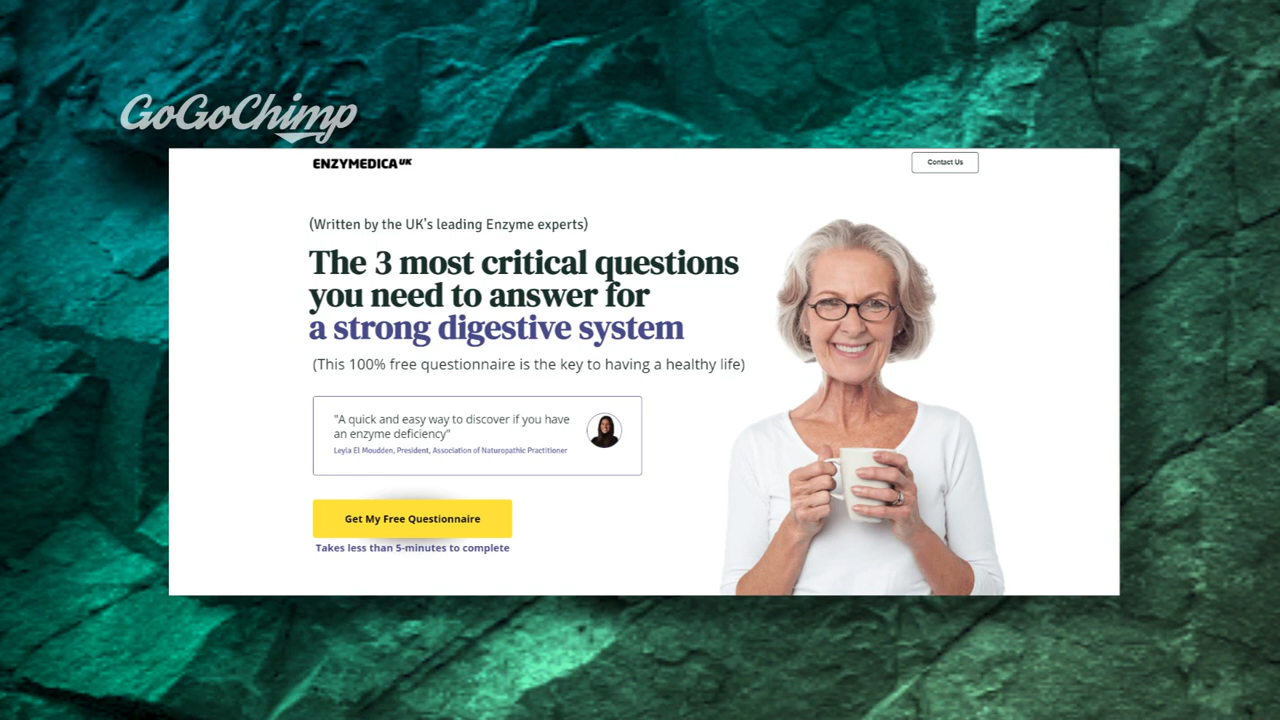 GoGoChimp
ENZYMEDICA UK
Contact Us
(Written by the UK's leading Enzyme experts)
The 3 most critical questions
you need to answer for
a strong digestive system
(This 100% free questionnaire is the key to having a healthy life)
"A quick and easy way to discover if you have
an enzyme deficiency"
Leyla El Moudden, President, Association of Naturopathic Practitioner
Get My Free Questionnaire
Takes less than 5-minutes to complete